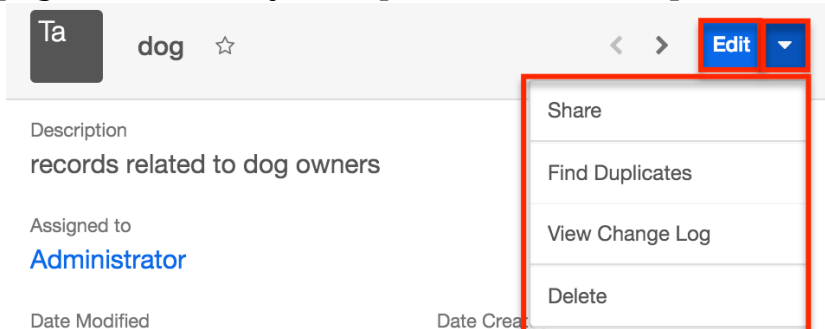 Ta
dog
Edit
Share
Description
records related to dog owners
Find Duplicates
Assigned to
View Change Log
Administrator
Delete
Date Modified
Date Crea